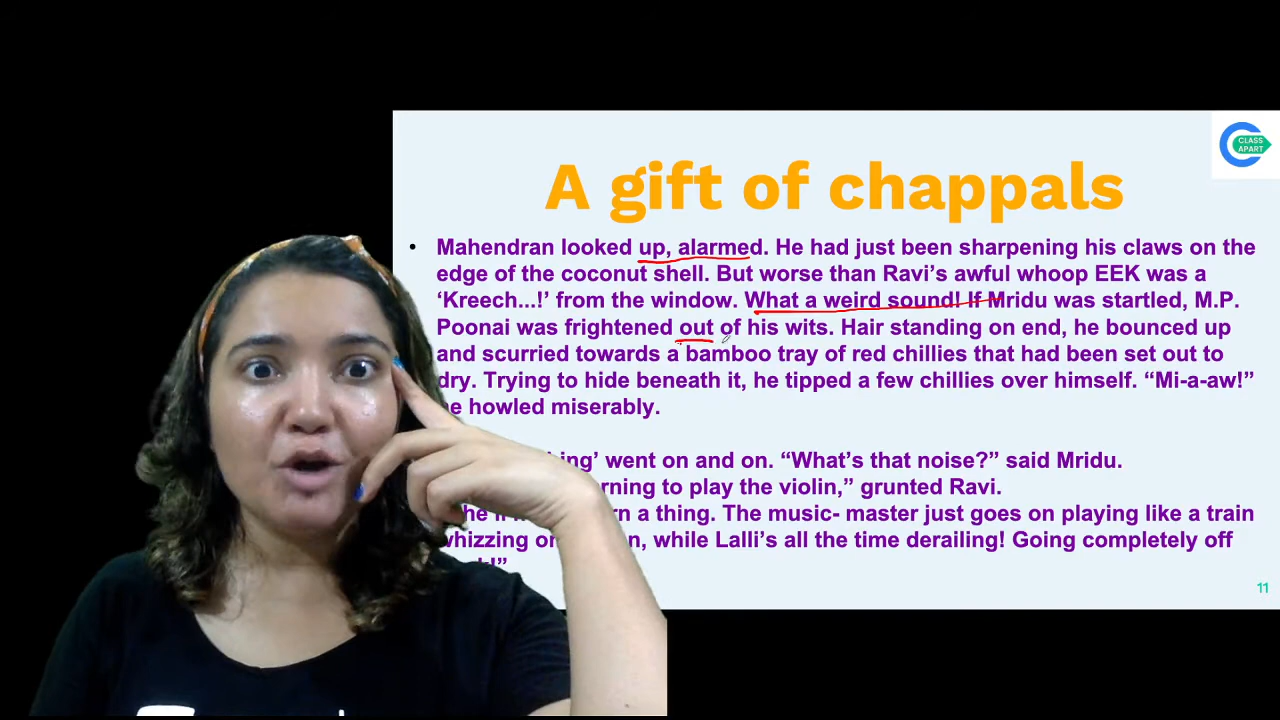 CLASS
APART
A gift of chappals
• Mahendran looked up, alarmed. He had just been sharpening his claws on the
edge of the coconut shell. But worse than Ravi’s awful whoop EEK was a
‘Kreech...!’ from the window. What a weird sound! If Mridu was startled, M.P.
Poonai was frightened out of his wits. Hair standing on end, he bounced up
and scurried towards a bamboo tray of red chillies that had been set out to
dry. Trying to hide beneath it, he tipped a few chillies over himself. “Mi-a-aw!”
he howled miserably.
went on and on. “What’s that noise?” said Mridu.
to play the violin,” grunted Ravi.
a thing. The music- master just goes on playing like a train
whizzing while Lalli’s all the time derailing! Going completely off
11